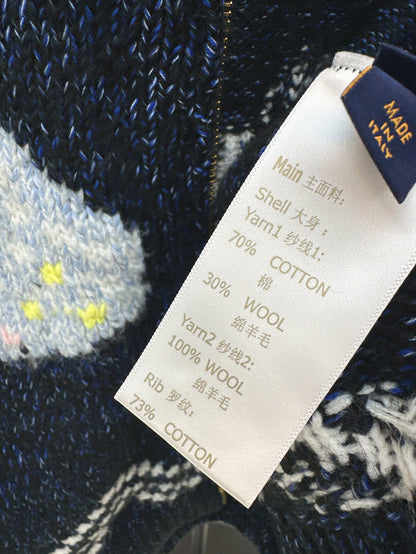 MADE
IN
ITALY
Main 主面料:
Shell 大身 :
Yarn1 纱线1:
70% COTTON
棉
30% WOOL
绵羊毛
Yarn2 纱线2:
100% WOOL
绵羊毛
Rib 罗纹:
73% COTTON